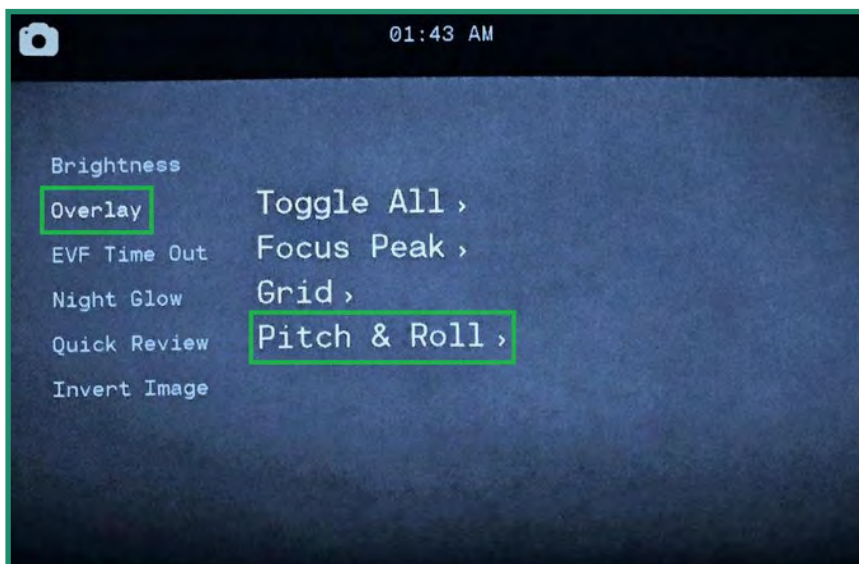 01:43 AM
Brightness
Overlay
EVF Time Out
Night Glow
Quick Review
Invert Image
Toggle All ›
Focus Peak ›
Grid ›
Pitch & Roll ›